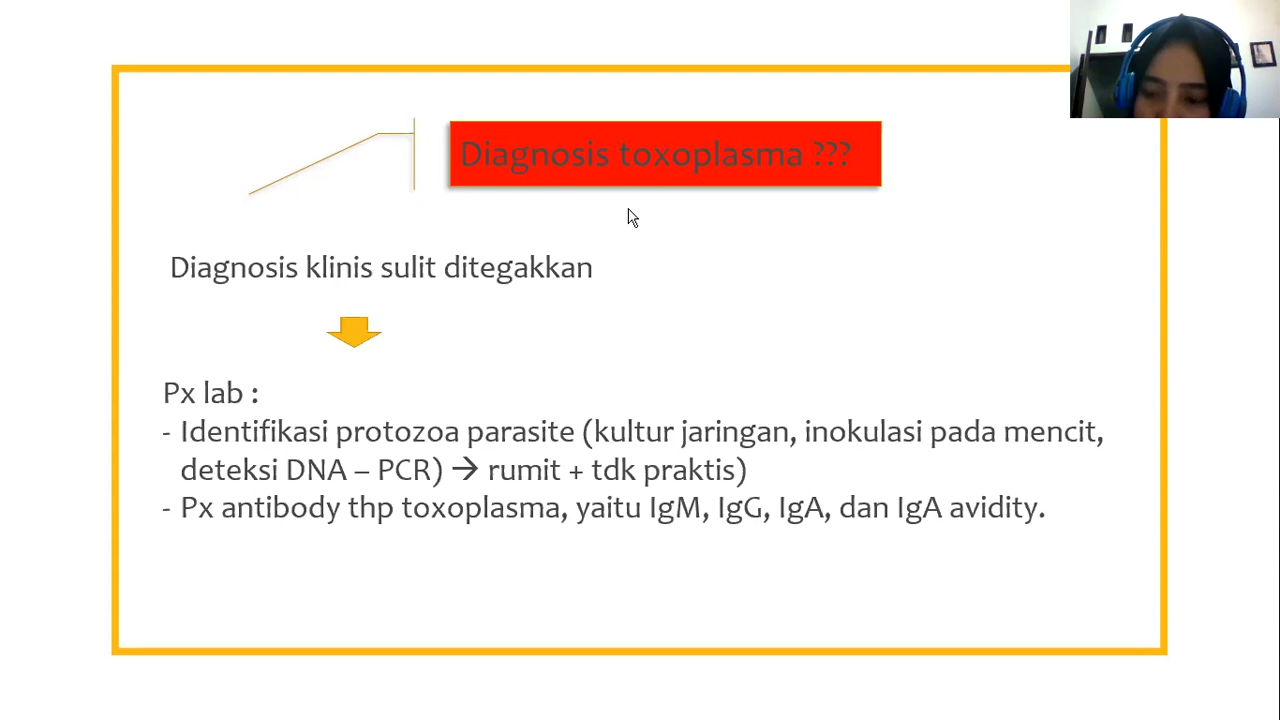 Diagnosis toxoplasma ???
Diagnosis klinis sulit ditegakkan
Px lab :
- Identifikasi protozoa parasite (kultur jaringan, inokulasi pada mencit,
deteksi DNA – PCR) → rumit + tdk praktis)
- Px antibody thp toxoplasma, yaitu IgM, IgG, IgA, dan IgA avidity.